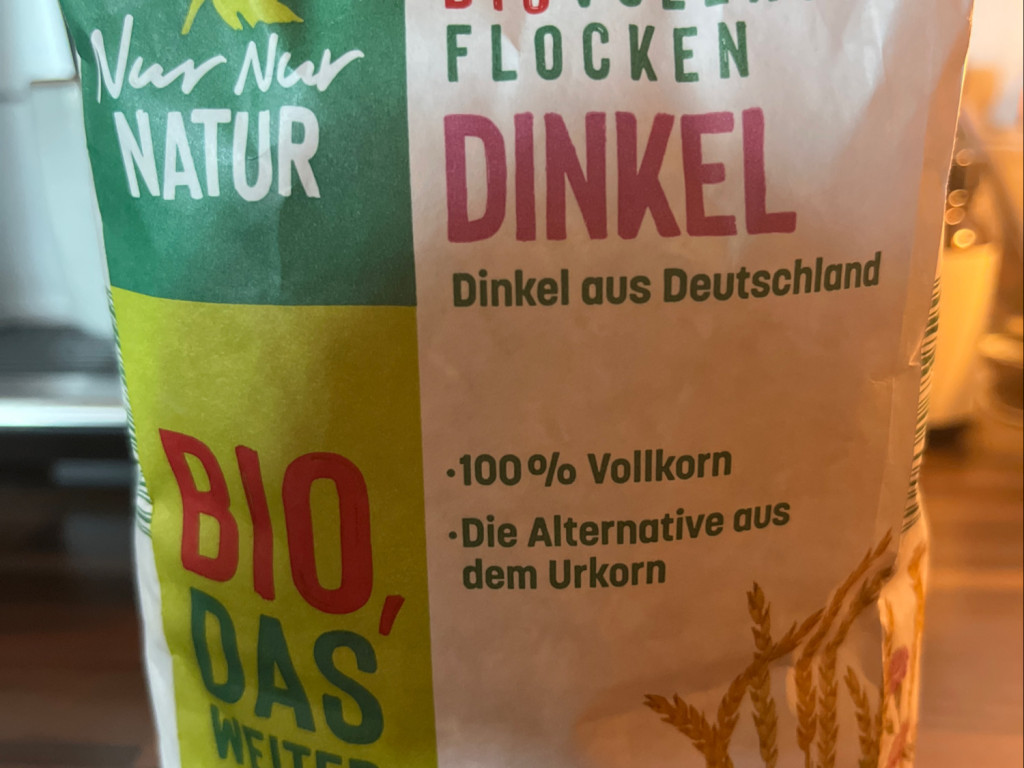 Nur Nur
NATUR
FLOCKEN
DINKEL
Dinkel aus Deutschland
·100% Vollkorn
·Die Alternative aus
dem Urkorn
BIO,
DAS